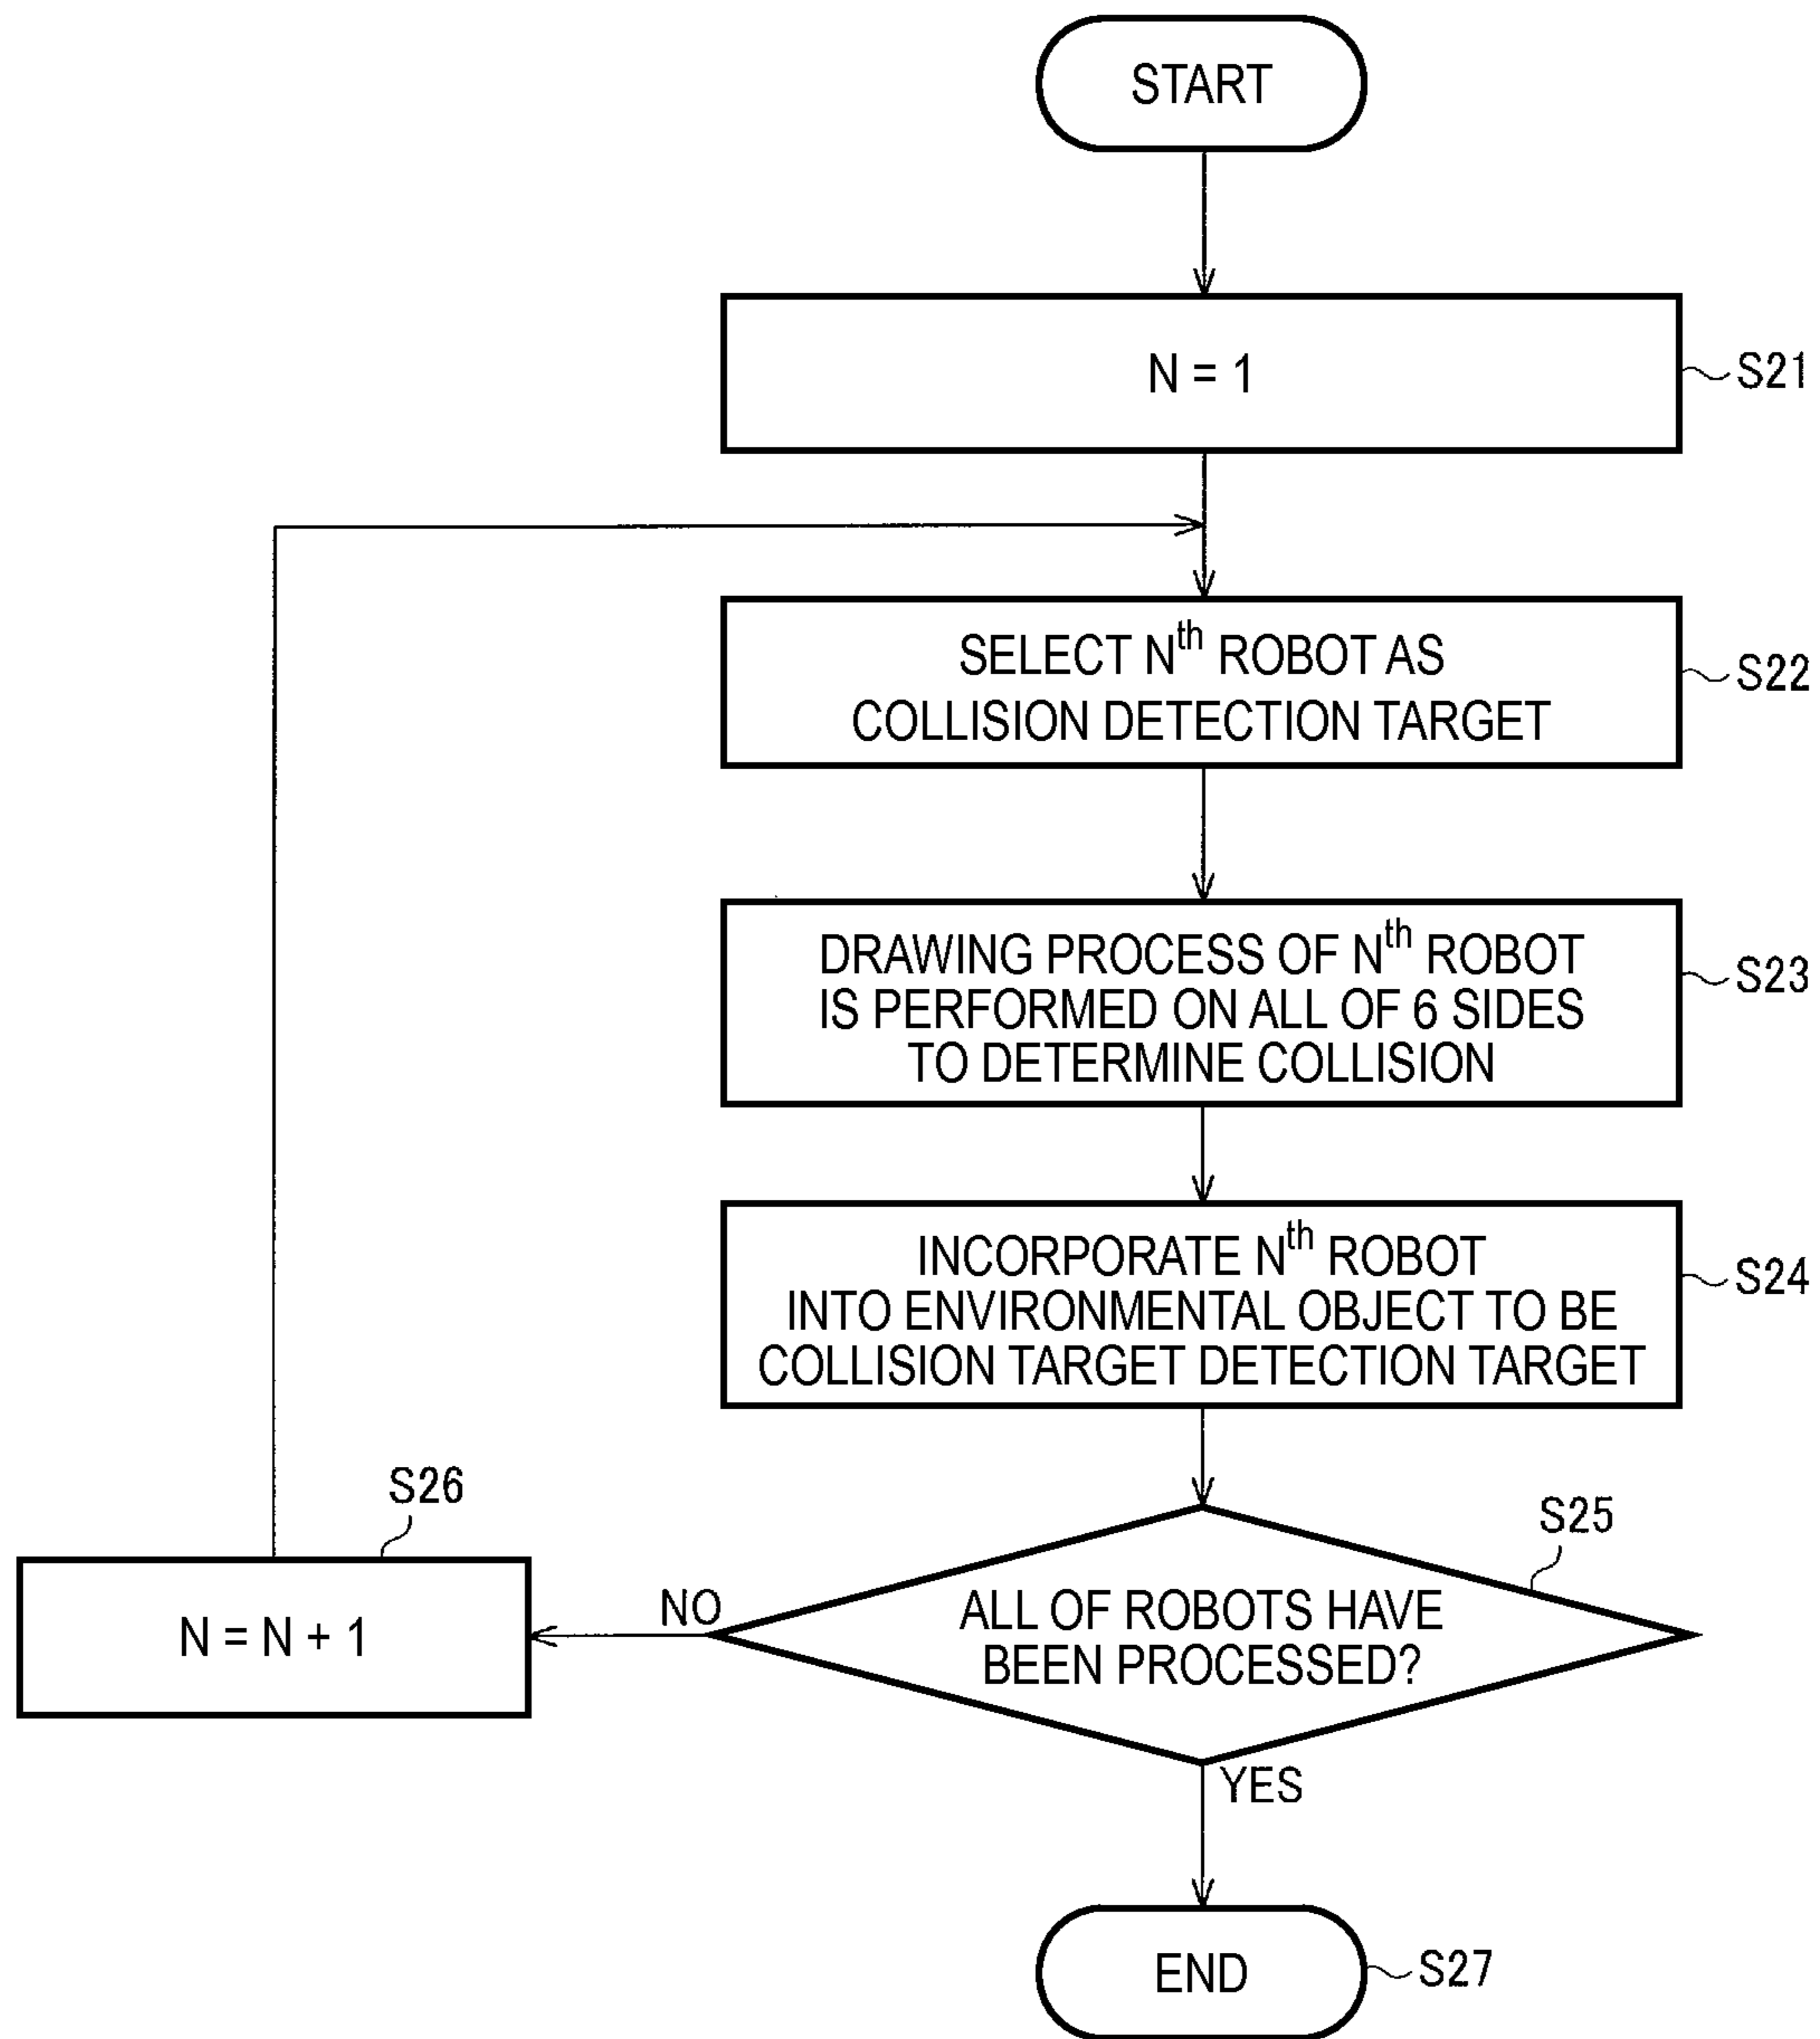 START
N = 1
S21
SELECT Nth ROBOT AS
COLLISION DETECTION TARGET
S22
DRAWING PROCESS OF Nth ROBOT
IS PERFORMED ON ALL OF 6 SIDES
TO DETERMINE COLLISION
S23
INCORPORATE Nth ROBOT
INTO ENVIRONMENTAL OBJECT TO BE
COLLISION TARGET DETECTION TARGET
S24
S25
ALL OF ROBOTS HAVE
BEEN PROCESSED?
NO
S26
N = N + 1
YES
END
S27